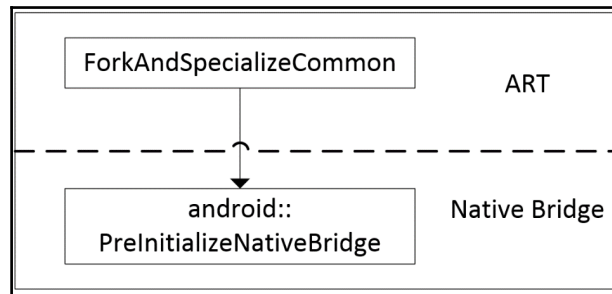 ForkAndSpecializeCommon
ART
android::
PreInitializeNativeBridge
Native Bridge